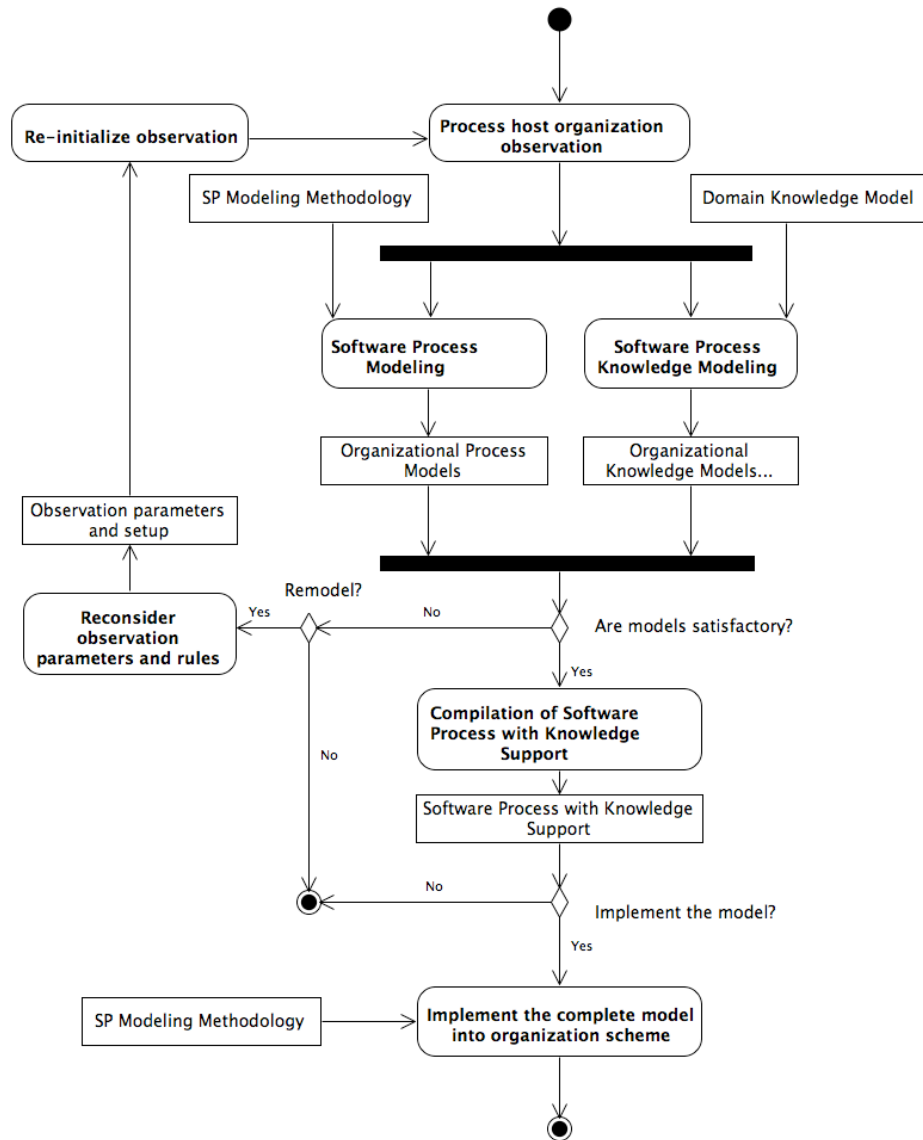 Process host organization
observation
Re-initialize observation
SP Modeling Methodology
Domain Knowledge Model
Software Process
Modeling
Software Process
Knowledge Modeling
Organizational Process
Models
Organizational
Knowledge Models...
Observation parameters
and setup
Remodel?
Yes
No
Are models satisfactory?
Reconsider
observation
parameters and rules
Yes
Compilation of Software
Process with Knowledge
Support
No
Software Process with Knowledge
Support
No
Implement the model?
Yes
SP Modeling Methodology
Implement the complete model
into organization scheme